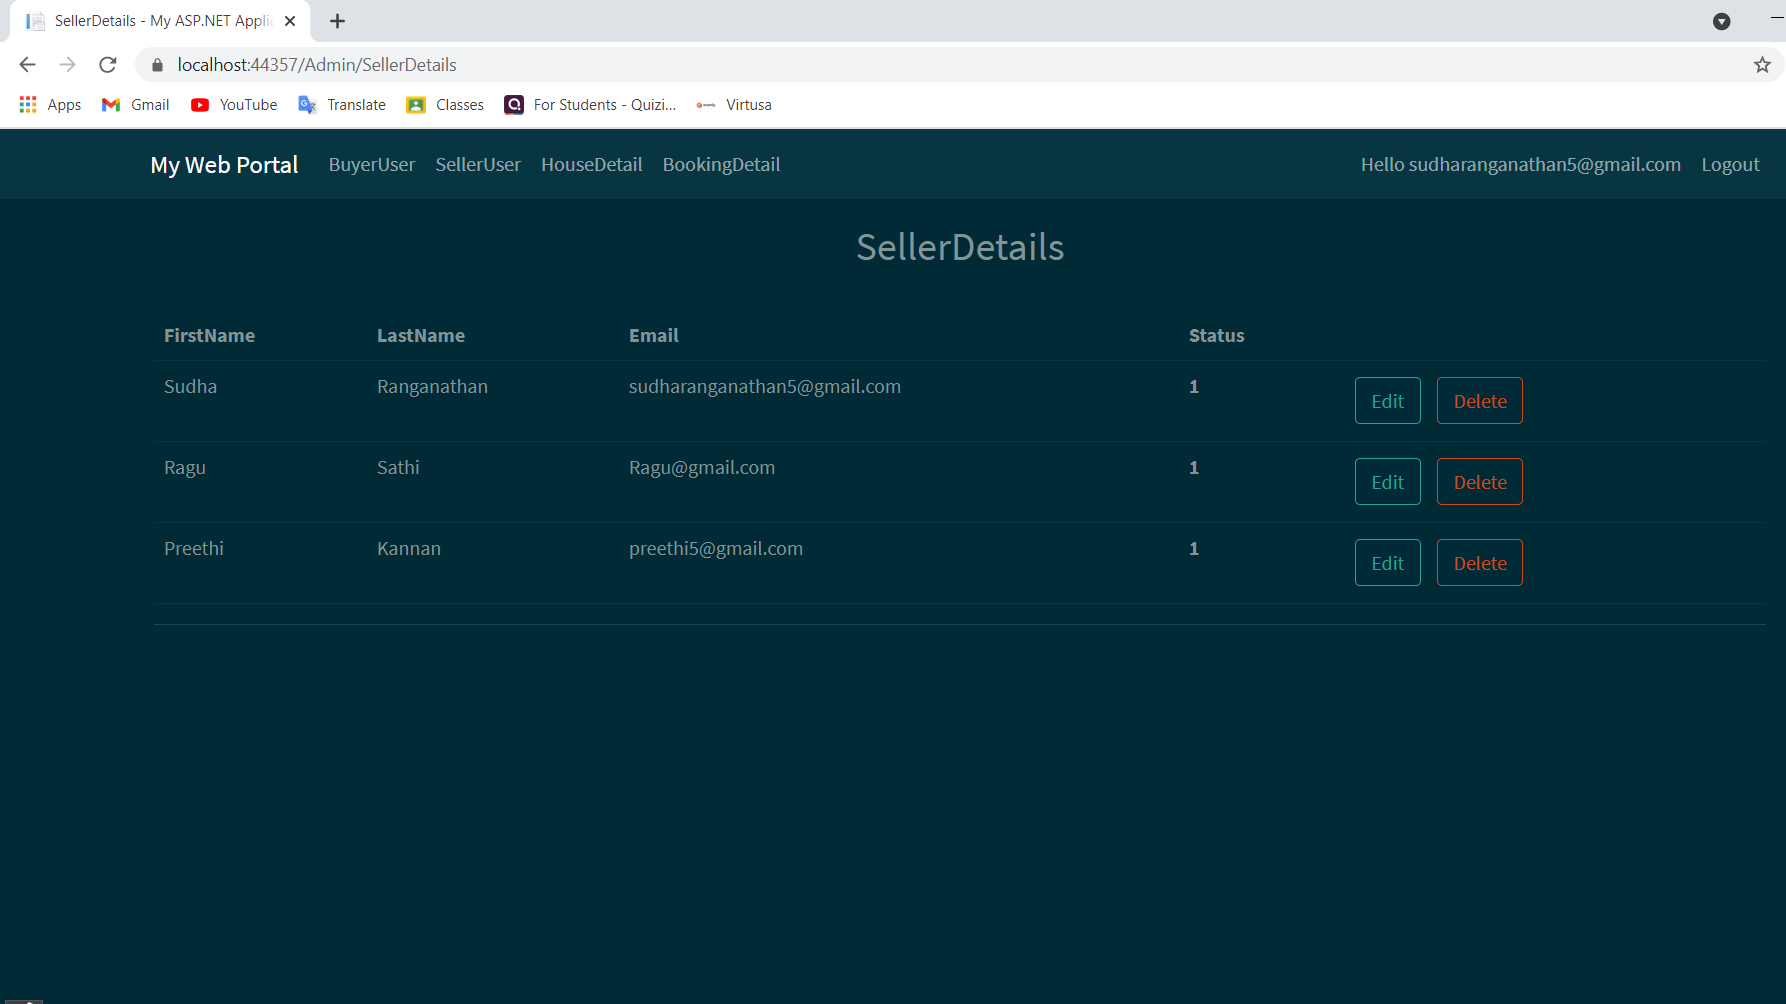 SellerDetails - My ASP.NET Applic
localhost:44357/Admin/SellerDetails
Apps Gmail YouTube Translate Classes For Students - Quizi... Virtusa
My Web Portal BuyerUser SellerUser HouseDetail BookingDetail Hello sudharanganathan5@gmail.com Logout
SellerDetails
FirstName LastName Email Status
Sudha Ranganathan sudharanganathan5@gmail.com 1 Edit Delete
Ragu Sathi Ragu@gmail.com 1 Edit Delete
Preethi Kannan preethi5@gmail.com 1 Edit Delete